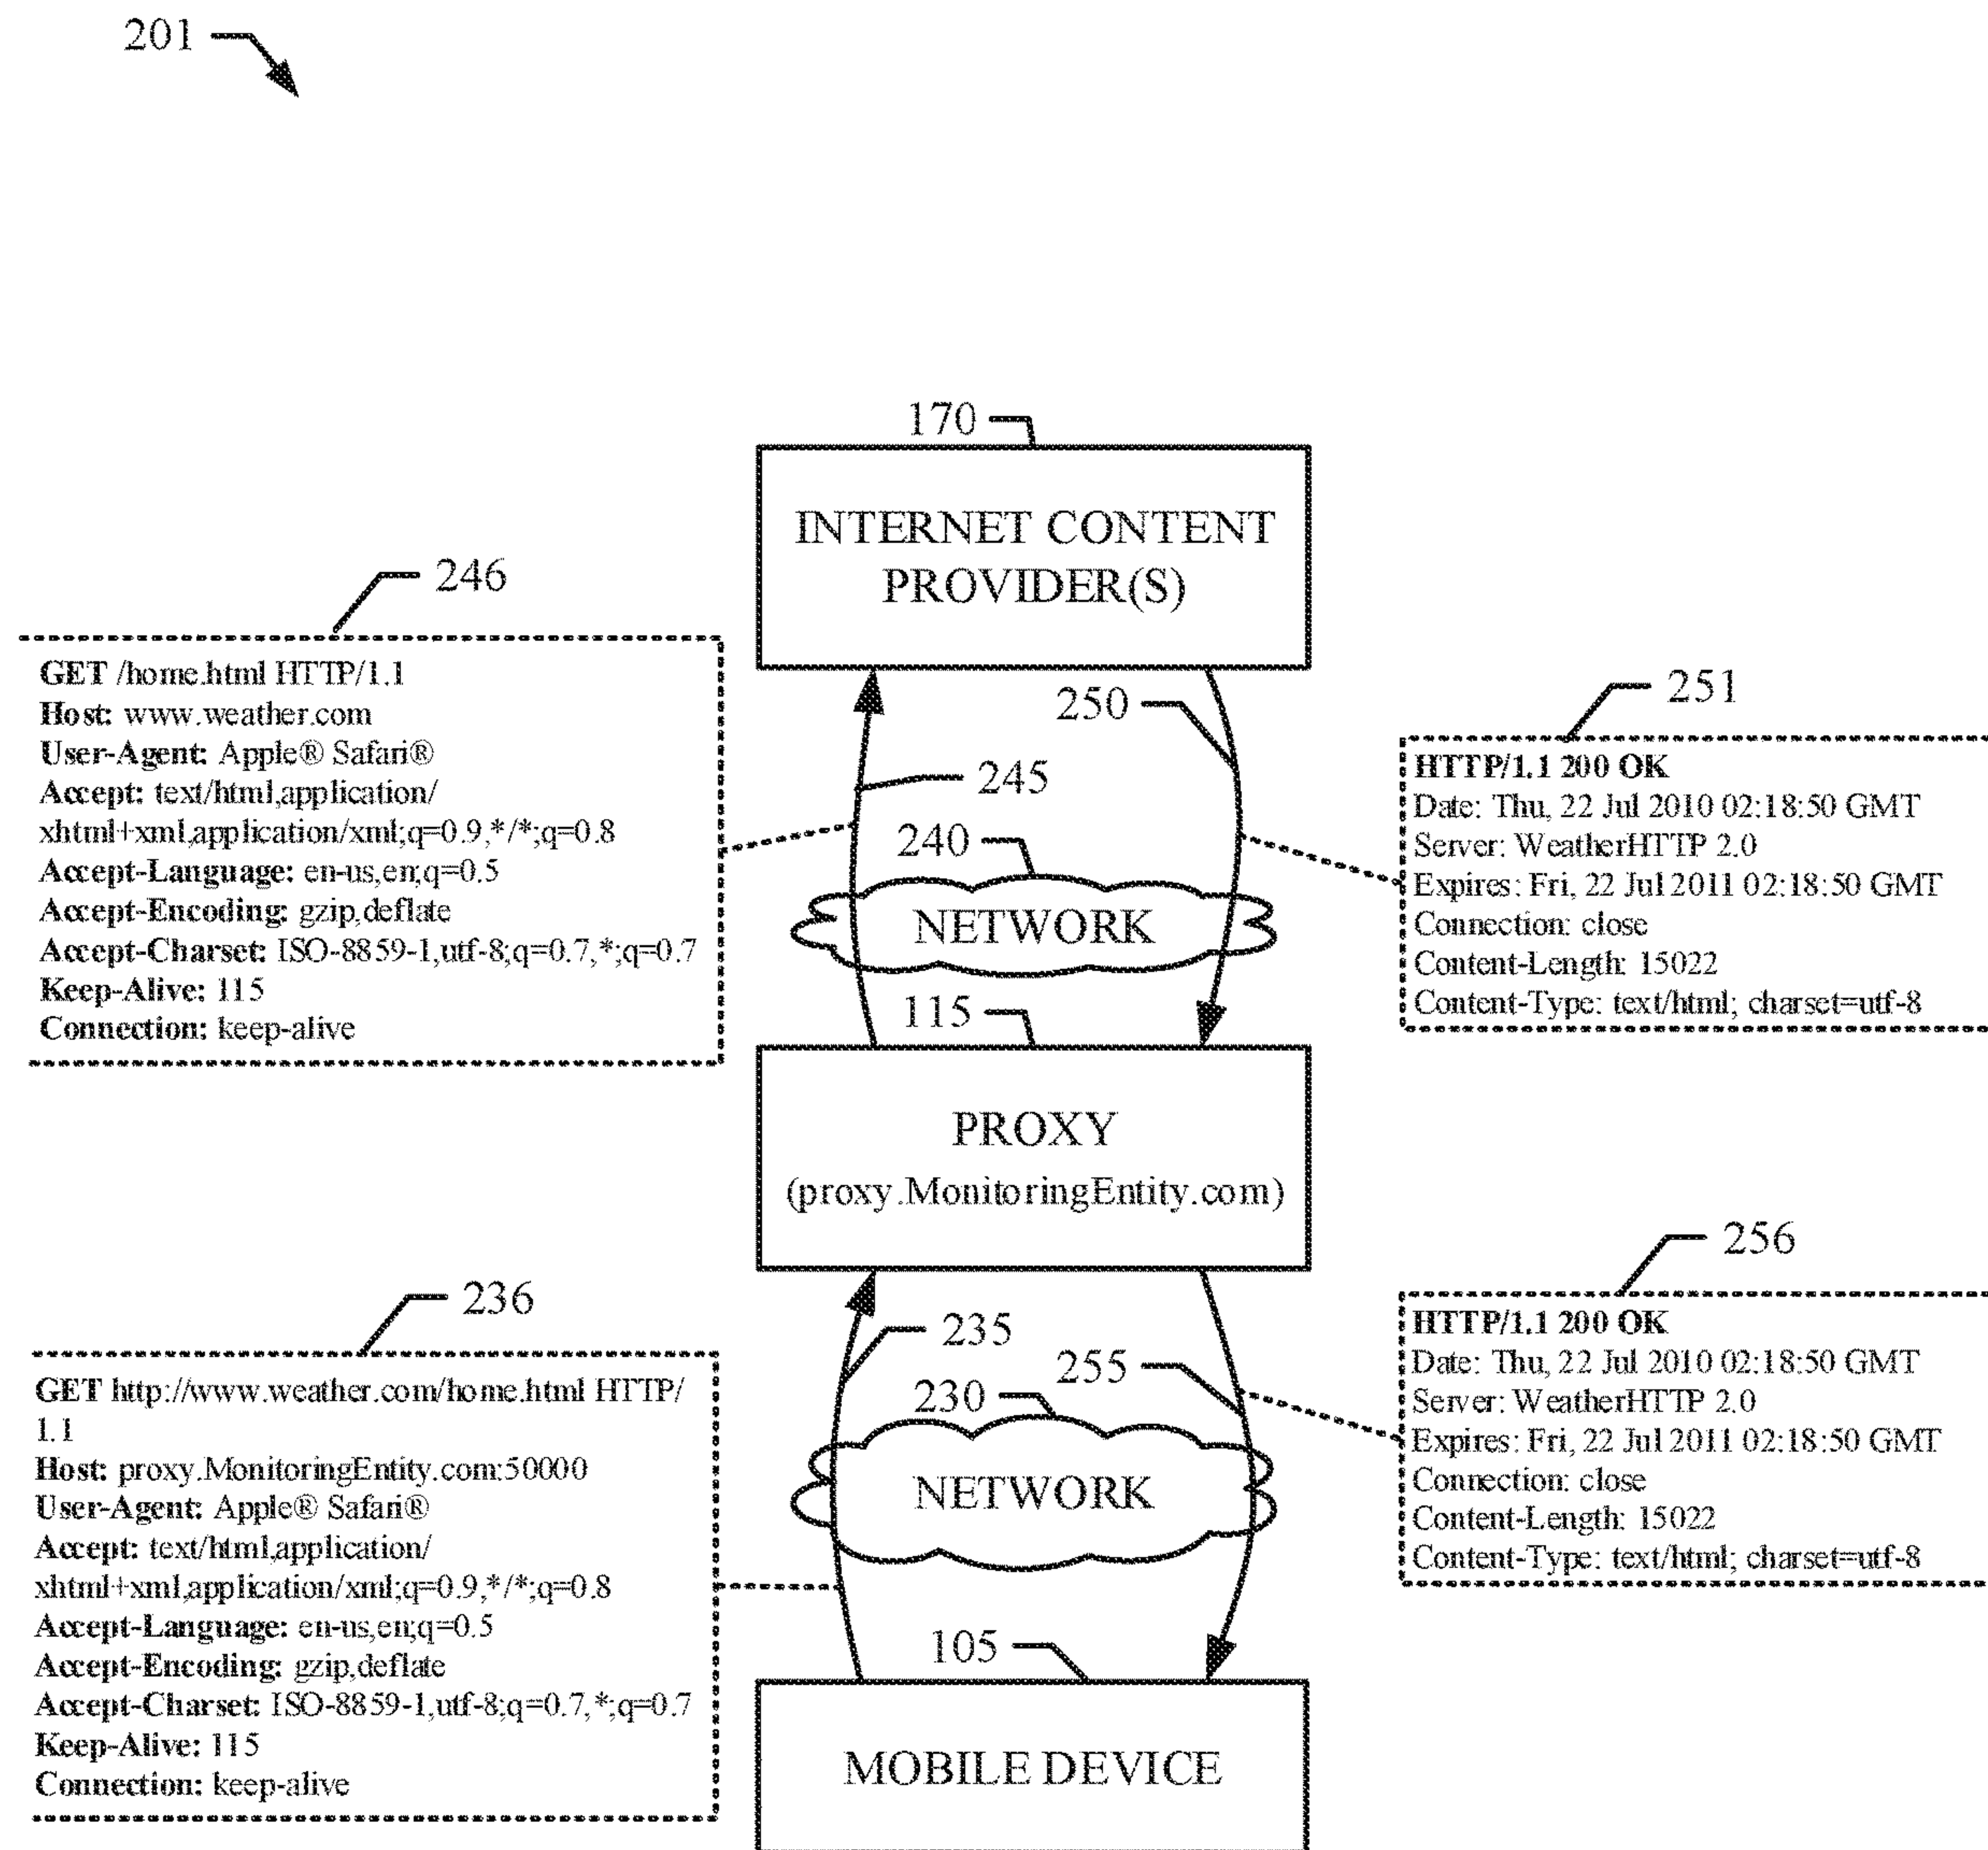 201
170
INTERNET CONTENT
PROVIDER(S)
246
GET /home.html HTTP/1.1
Host: www.weather.com
User-Agent: Apple® Safari®
Accept: text/html,application/
xhtml+xml,application/xml;q=0.9,*/*;q=0.8
Accept-Language: en-us,en;q=0.5
Accept-Encoding: gzip,deflate
Accept-Charset: ISO-8859-1,utf-8;q=0.7,*;q=0.7
Keep-Alive: 115
Connection: keep-alive
250
245
240
NETWORK
251
HTTP/1.1 200 OK
Date: Thu, 22 Jul 2010 02:18:50 GMT
Server: WeatherHTTP 2.0
Expires: Fri, 22 Jul 2011 02:18:50 GMT
Connection: close
Content-Length: 15022
Content-Type: text/html; charset=utf-8
115
PROXY
(proxy.MonitoringEntity.com)
236
GET http://www.weather.com/home.html HTTP/
1.1
Host: proxy.MonitoringEntity.com:50000
User-Agent: Apple® Safari®
Accept: text/html,application/
xhtml+xml,application/xml;q=0.9,*/*;q=0.8
Accept-Language: en-us,en;q=0.5
Accept-Encoding: gzip,deflate
Accept-Charset: ISO-8859-1,utf-8;q=0.7,*;q=0.7
Keep-Alive: 115
Connection: keep-alive
235
255
230
NETWORK
256
HTTP/1.1 200 OK
Date: Thu, 22 Jul 2010 02:18:50 GMT
Server: WeatherHTTP 2.0
Expires: Fri, 22 Jul 2011 02:18:50 GMT
Connection: close
Content-Length: 15022
Content-Type: text/html; charset=utf-8
105
MOBILE DEVICE